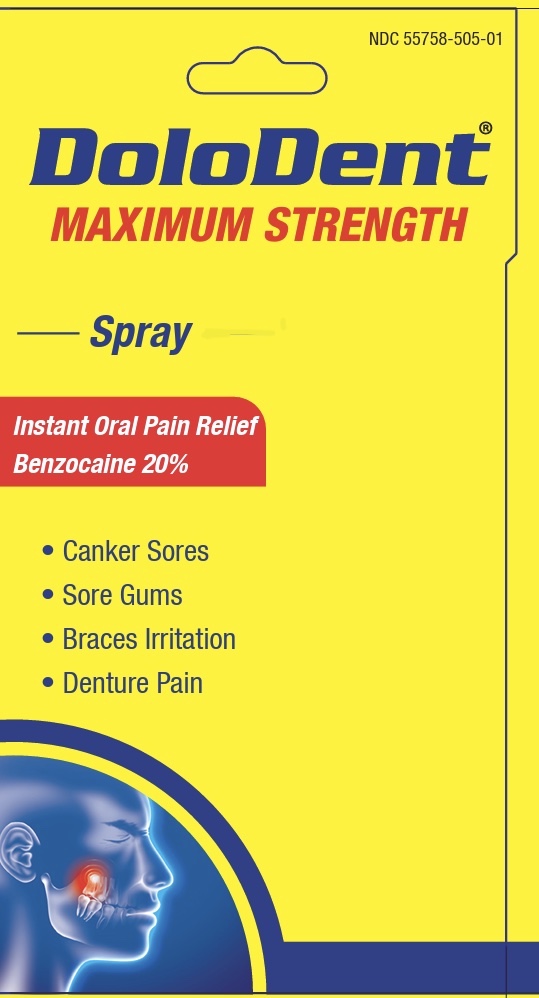 NDC 55758-505-01
DoloDent®
MAXIMUM STRENGTH
Spray
Instant Oral Pain Relief
Benzocaine 20%
• Canker Sores
• Sore Gums
• Braces Irritation
• Denture Pain